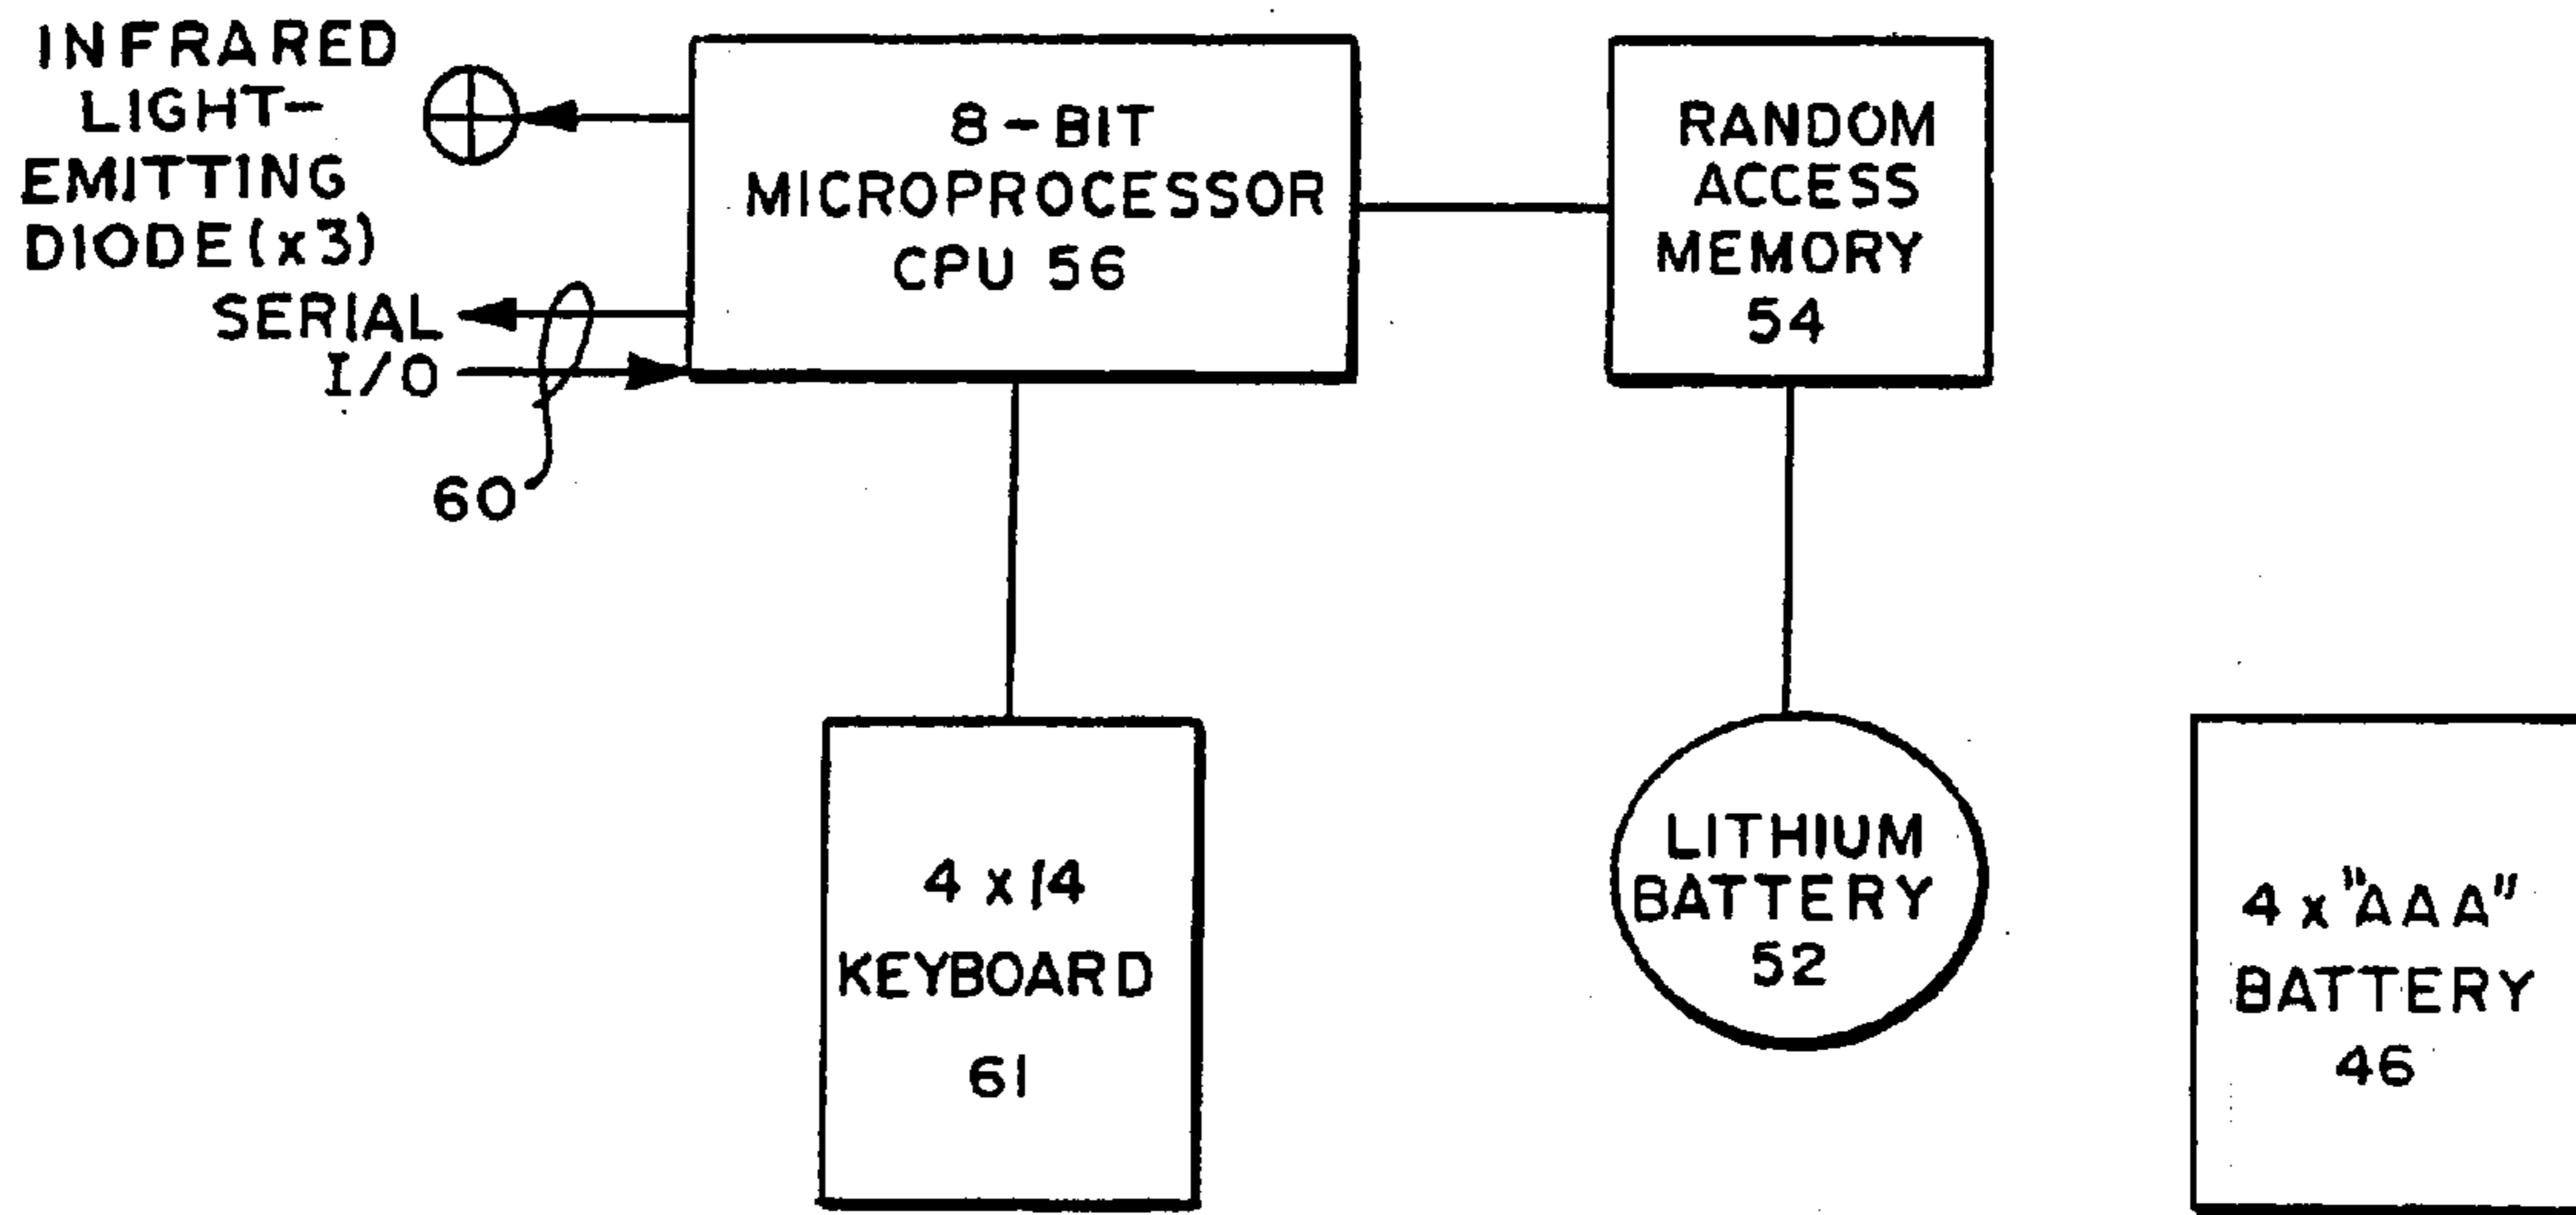 INFRARED
LIGHT-
EMITTING
DIODE (x3)
SERIAL
I/O
60
8-BIT
MICROPROCESSOR
CPU 56
RANDOM
ACCESS
MEMORY
54
4 x 14
KEYBOARD
61
LITHIUM
BATTERY
52
4 x "AAA"
BATTERY
46